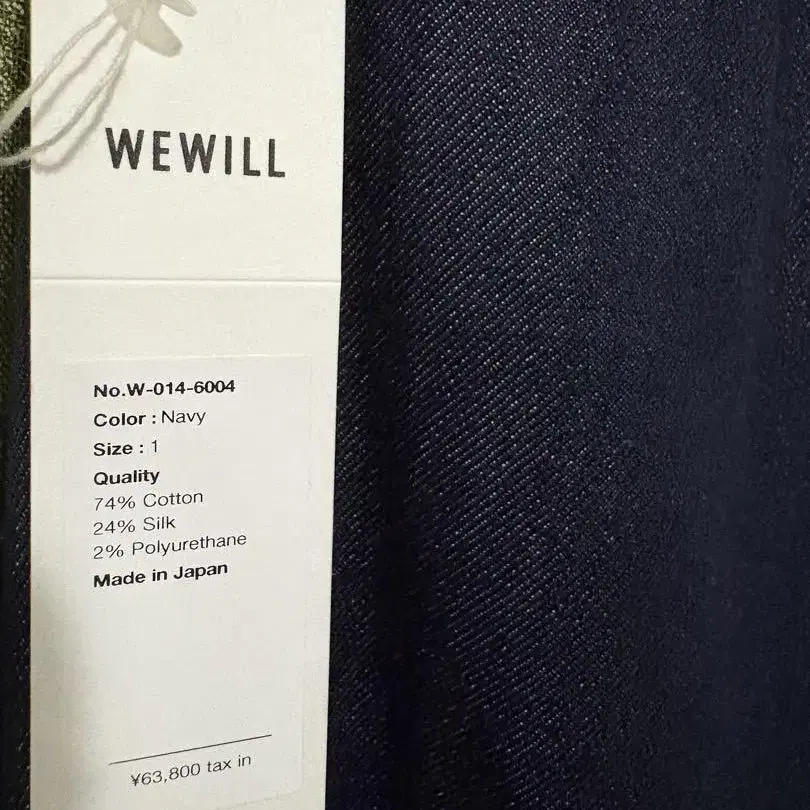 WEWILL
No.W-014-6004
Color : Navy
Size : 1
Quality
74% Cotton
24% Silk
2% Polyurethane
Made in Japan
¥63,800 tax in